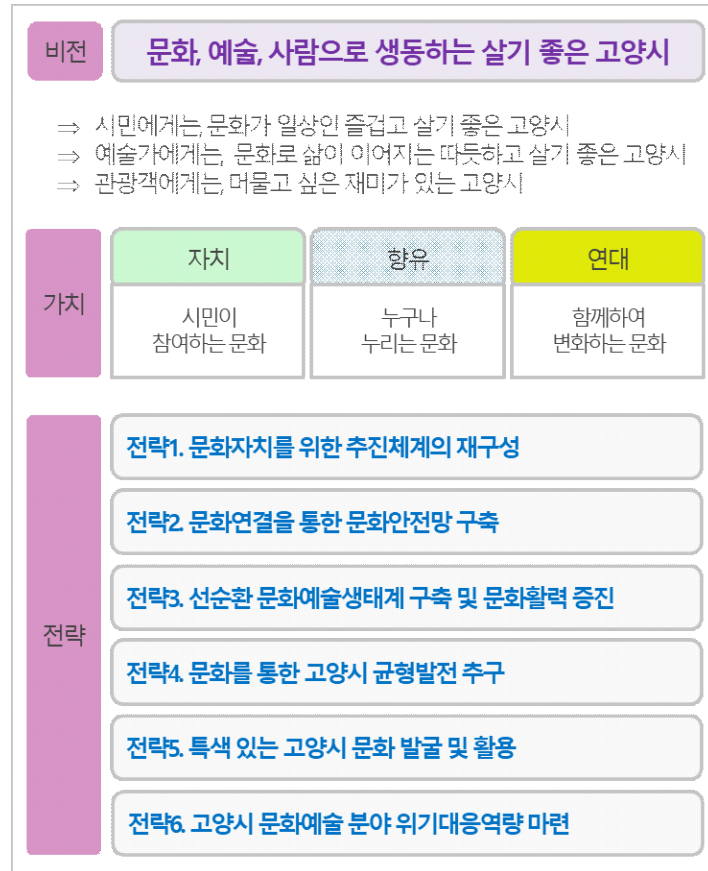 비전
문화, 예술, 사람으로 생동하는 살기 좋은 고양시
⇒ 시민에게는, 문화가 일상인 즐겁고 살기 좋은 고양시
⇒ 예술가에게는, 문화로 삶이 이어지는 따듯하고 살기 좋은 고양시
⇒ 관광객에게는, 머물고 싶은 재미가 있는 고양시
가치
자치
향유
연대
시민이
참여하는 문화
누구나
누리는 문화
함께하여
변화하는 문화
전략
전략1. 문화자치를 위한 추진체계의 재구성
전략2. 문화연결을 통한 문화안전망 구축
전략3. 선순환 문화예술생태계 구축 및 문화활력 증진
전략4. 문화를 통한 고양시 균형발전 추구
전략5. 특색 있는 고양시 문화 발굴 및 활용
전략6. 고양시 문화예술 분야 위기대응역량 마련